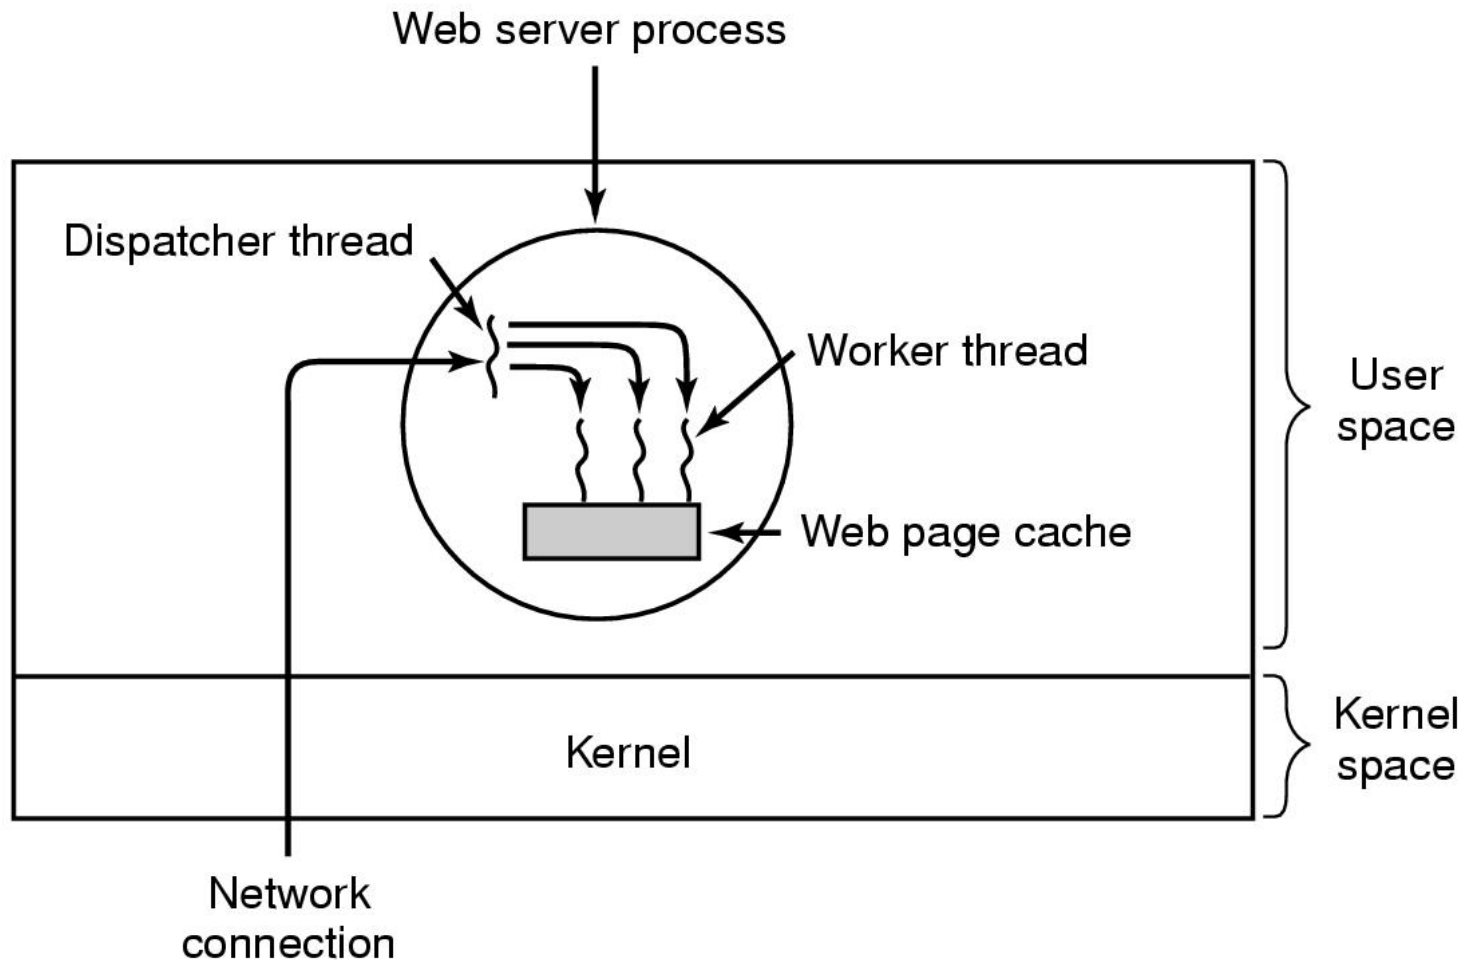 Web server process
Dispatcher thread
Worker thread
User
space
Web page cache
Kernel
Kernel
space
Network
connection